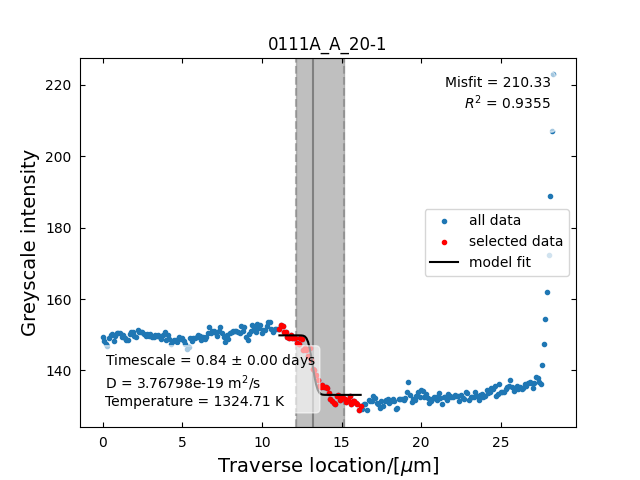 0111A_A_20-1
Misfit = 210.33
R² = 0.9355
all data
selected data
model fit
Timescale = 0.84 ± 0.00 days
D = 3.76798e-19 m²/s
Temperature = 1324.71 K
Greyscale intensity
220
200
180
160
140
0 5 10 15 20 25
Traverse location/[μm]